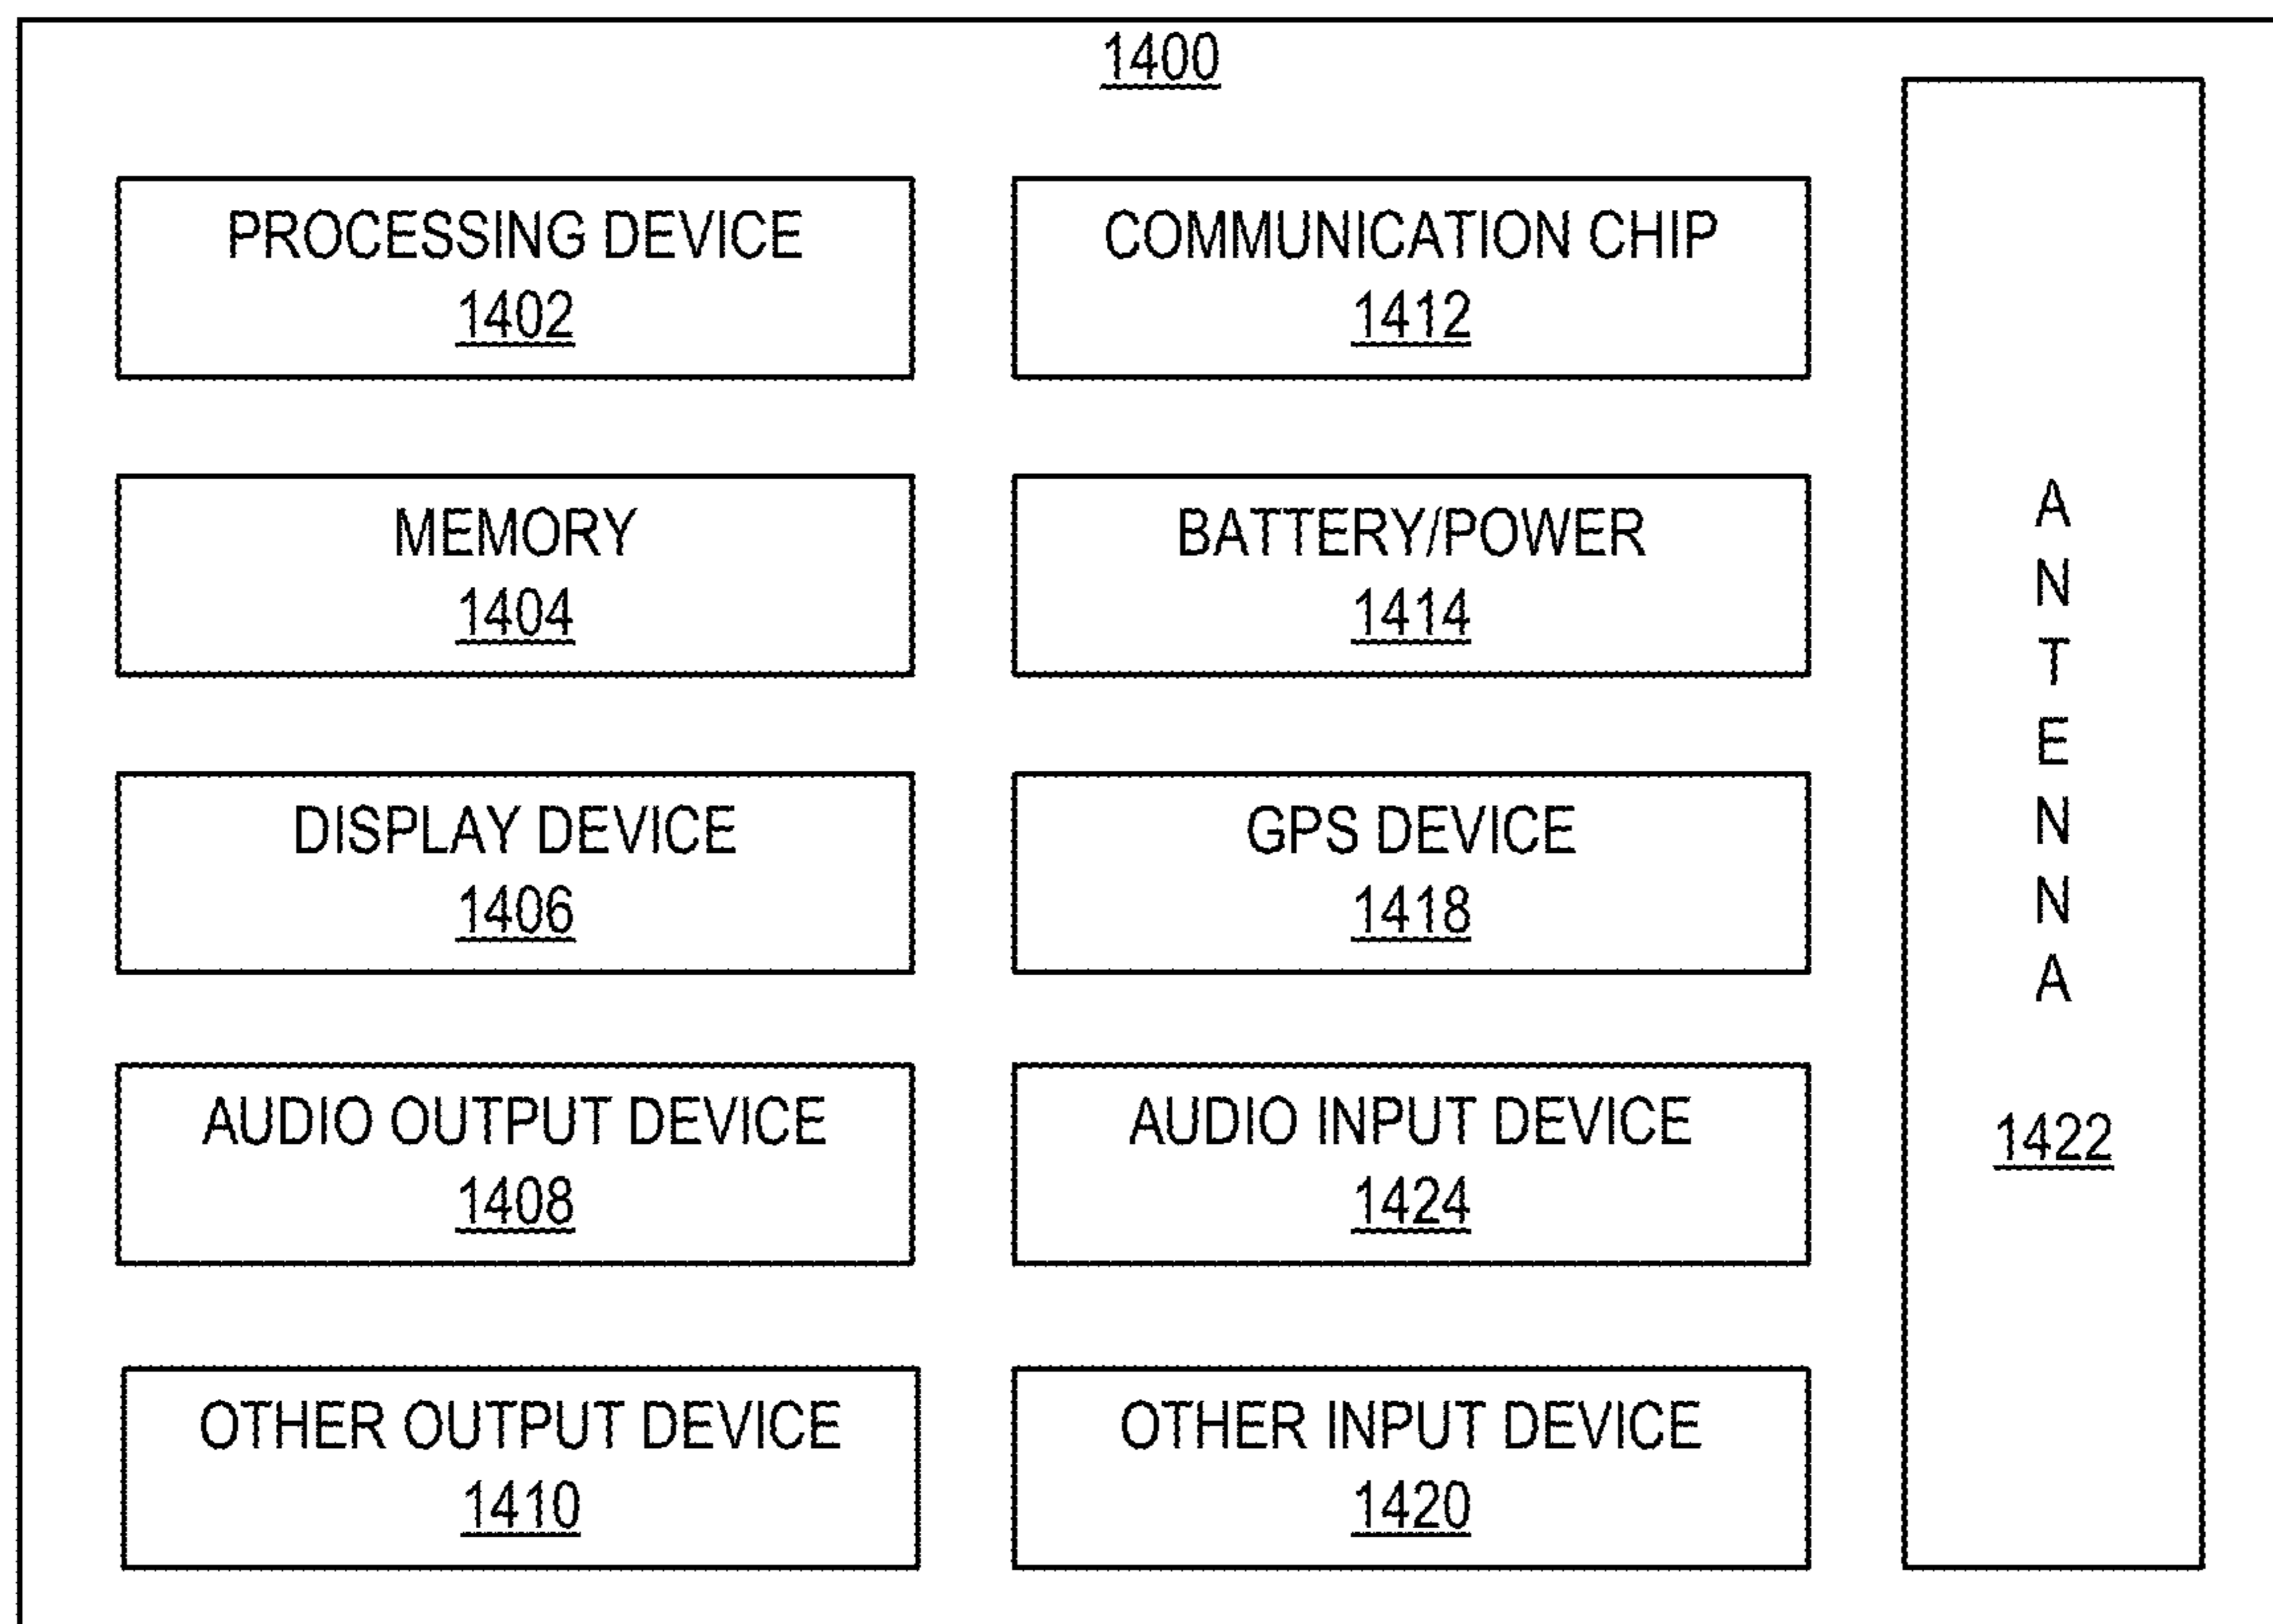 1400
PROCESSING DEVICE
1402
COMMUNICATION CHIP
1412
MEMORY
1404
BATTERY/POWER
1414
DISPLAY DEVICE
1406
GPS DEVICE
1418
AUDIO OUTPUT DEVICE
1408
AUDIO INPUT DEVICE
1424
OTHER OUTPUT DEVICE
1410
OTHER INPUT DEVICE
1420
ANTENNA
1422